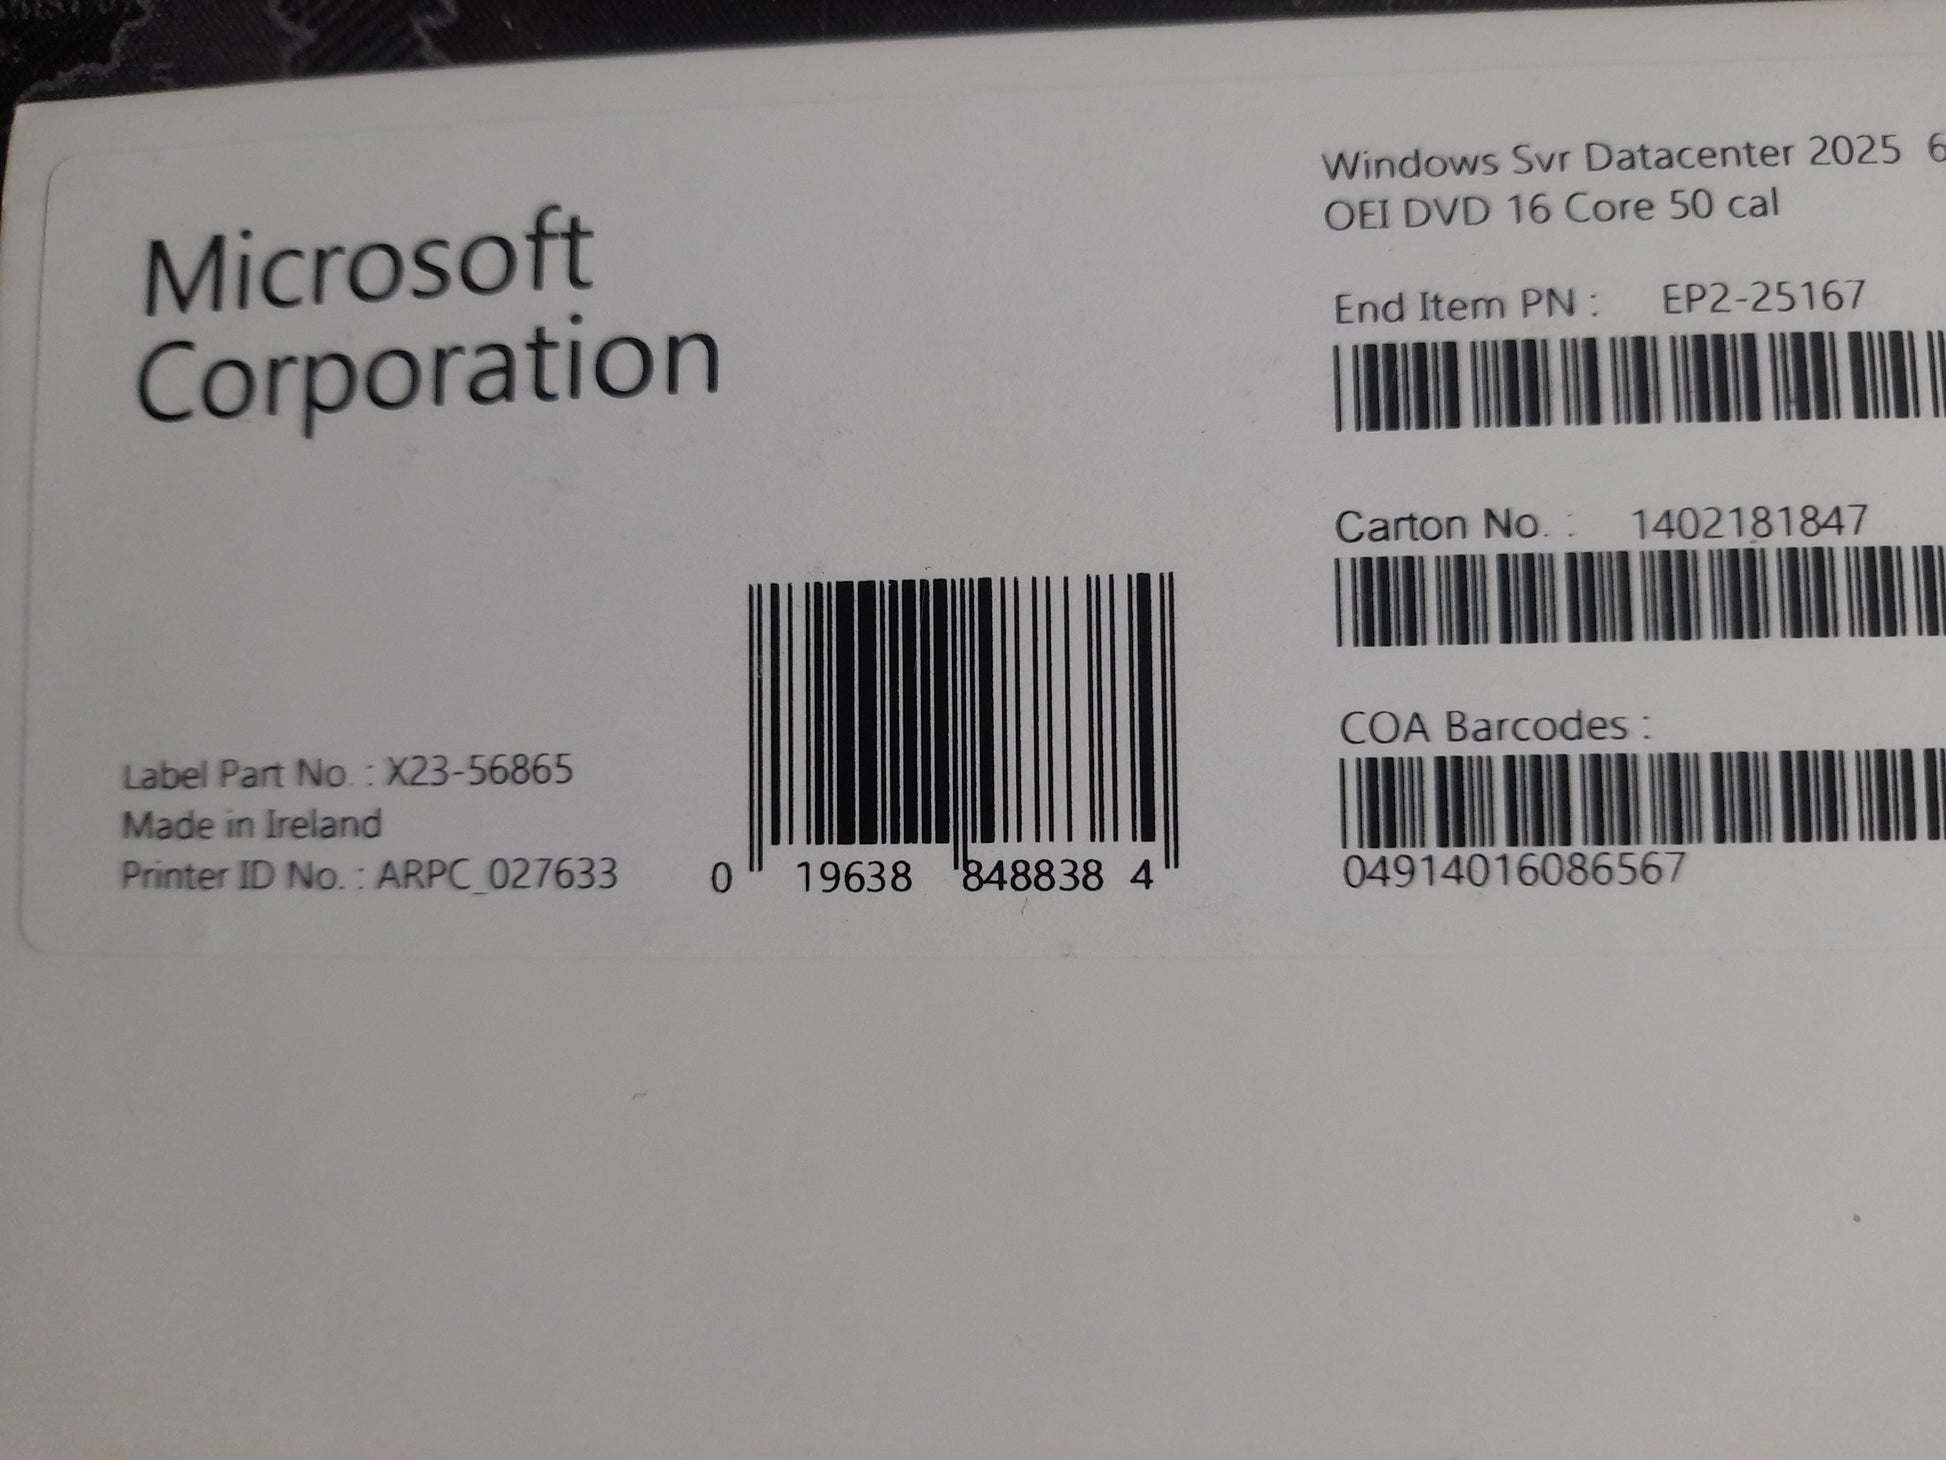 Microsoft
Corporation
Windows Svr Datacenter 2025 6
OEI DVD 16 Core 50 cal
End Item PN : EP2-25167
Carton No. : 1402181847
COA Barcodes :
04914016086567
Label Part No. : X23-56865
Made in Ireland
Printer ID No. : ARPC_027633
0 19638 848838 4